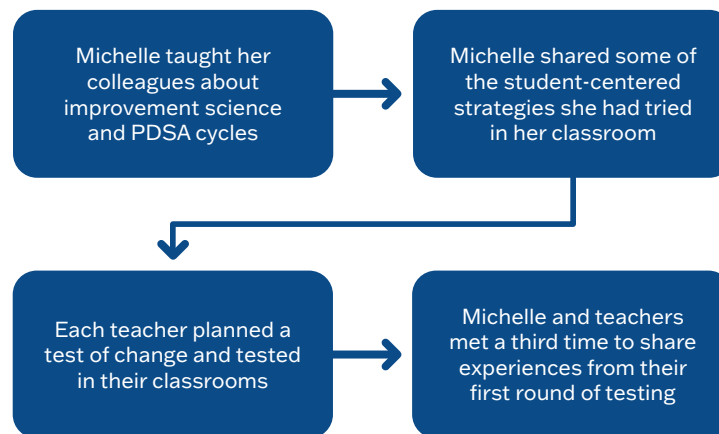 Michelle taught her
colleagues about
improvement science
and PDSA cycles
Michelle shared some of
the student-centered
strategies she had tried
in her classroom
Each teacher planned a
test of change and tested
in their classrooms
Michelle and teachers
met a third time to share
experiences from their
first round of testing